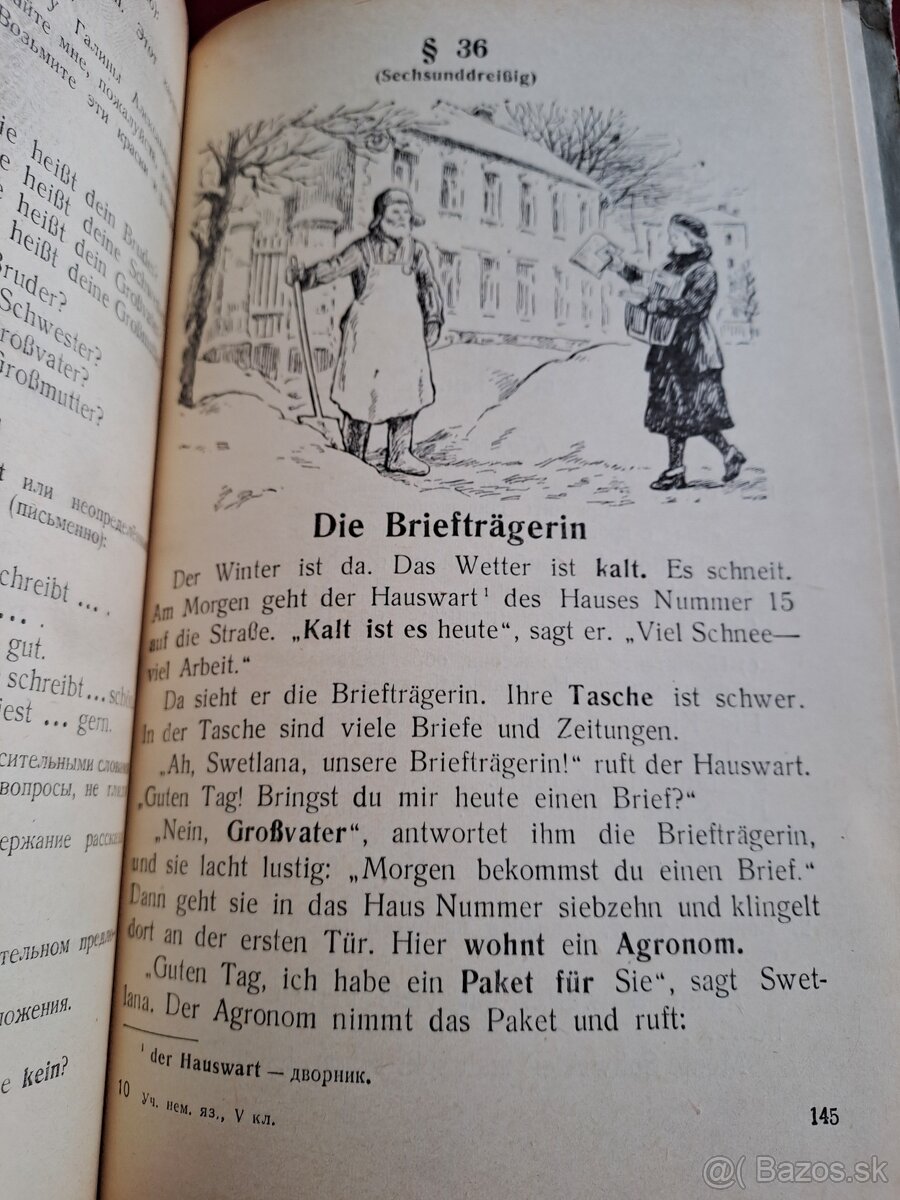 Этот
У Галины
Возьмите эти краски
heißt dein Bruder?
heißt deine
heißt dein
heißt deine
Bruder?
Schwester?
Großvater?
Großmutter?
или
(письменно):
schreibt ... .
... .
gut.
schreibt ...
... gern.
вопросы, не
kein?
§ 36
(Sechsunddreißig)
Die Briefträgerin
Der Winter ist da. Das Wetter ist kalt. Es schneit.
Am Morgen geht der Hauswart¹ des Hauses Nummer 15
auf die Straße. „Kalt ist es heute“, sagt er. „Viel Schnee—
viel Arbeit.“
Da sieht er die Briefträgerin. Ihre Tasche ist schwer.
In der Tasche sind viele Briefe und Zeitungen.
„Ah, Swetlana, unsere Briefträgerin!“ ruft der Hauswart.
„Guten Tag! Bringst du mir heute einen Brief?“
„Nein, Großvater“, antwortet ihm die Briefträgerin,
und sie lacht lustig: „Morgen bekommst du einen Brief.“
Dann geht sie in das Haus Nummer siebzehn und klingelt
dort an der ersten Tür. Hier wohnt ein Agronom.
„Guten Tag, ich habe ein Paket für Sie“, sagt Swet-
lana. Der Agronom nimmt das Paket und ruft:
¹ der Hauswart — дворник.
10 Уч. нем. яз., V кл.
145
@( Bazos.sk